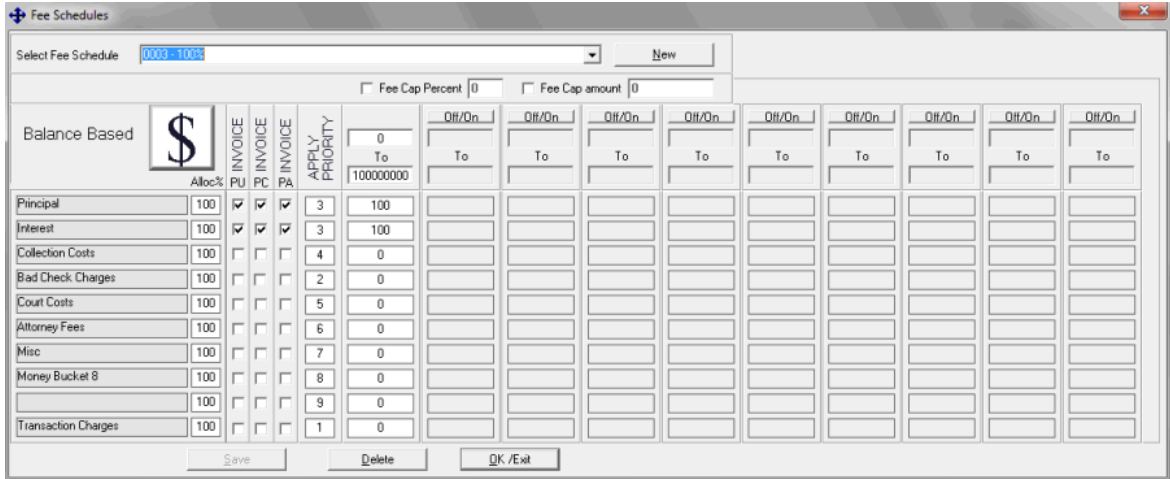 Fee Schedules
Select Fee Schedule 0003 - 100% New
Fee Cap Percent 0 Fee Cap amount 0
Balance Based $ Alloc% INVOICE PU INVOICE PC INVOICE PA APPLY PRIORITY 0 To 100000000
Off/On To Off/On To Off/On To Off/On To Off/On To Off/On To Off/On To Off/On To Off/On To
Principal 100 3 100
Interest 100 3 100
Collection Costs 100 4 0
Bad Check Charges 100 2 0
Court Costs 100 5 0
Attorney Fees 100 6 0
Misc 100 7 0
Money Bucket 8 100 8 0
100 9 0
Transaction Charges 100 1 0
Save Delete OK /Exit